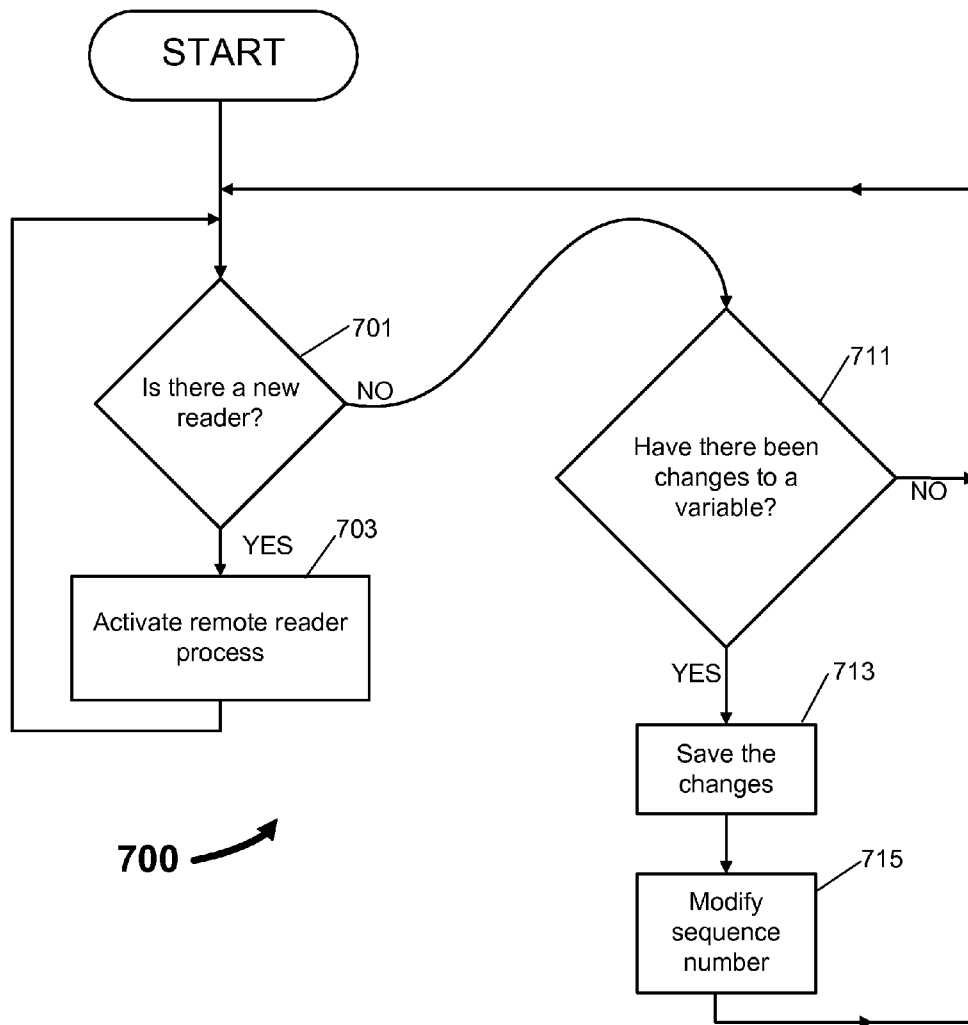 START
701
Is there a new
reader?
NO
YES
703
Activate remote reader
process
711
Have there been
changes to a
variable?
NO
YES
713
Save the
changes
715
Modify
sequence
number
700